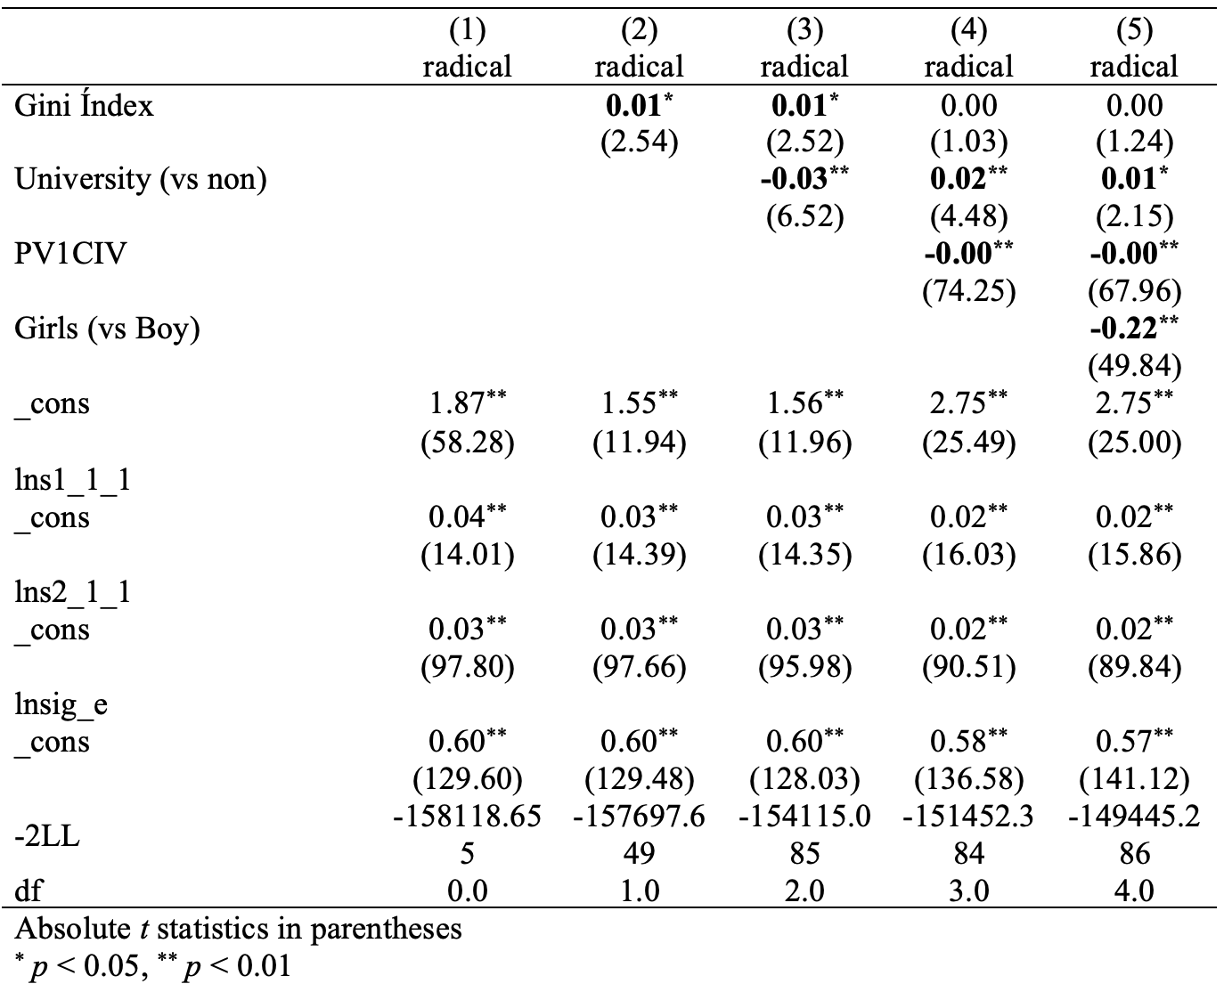 (1) (2) (3) (4) (5)
radical radical radical radical radical
Gini Índex 0.01* 0.01* 0.00 0.00
(2.54) (2.52) (1.03) (1.24)
University (vs non) -0.03** 0.02** 0.01*
(6.52) (4.48) (2.15)
PV1CIV -0.00** -0.00**
(74.25) (67.96)
Girls (vs Boy) -0.22**
(49.84)
_cons 1.87** 1.55** 1.56** 2.75** 2.75**
(58.28) (11.94) (11.96) (25.49) (25.00)
lns1_1_1
_cons 0.04** 0.03** 0.03** 0.02** 0.02**
(14.01) (14.39) (14.35) (16.03) (15.86)
lns2_1_1
_cons 0.03** 0.03** 0.03** 0.02** 0.02**
(97.80) (97.66) (95.98) (90.51) (89.84)
lnsig_e
_cons 0.60** 0.60** 0.60** 0.58** 0.57**
(129.60) (129.48) (128.03) (136.58) (141.12)
-158118.65 -157697.6 -154115.0 -151452.3 -149445.2
-2LL
5 49 85 84 86
df 0.0 1.0 2.0 3.0 4.0
Absolute t statistics in parentheses
* p < 0.05, ** p < 0.01